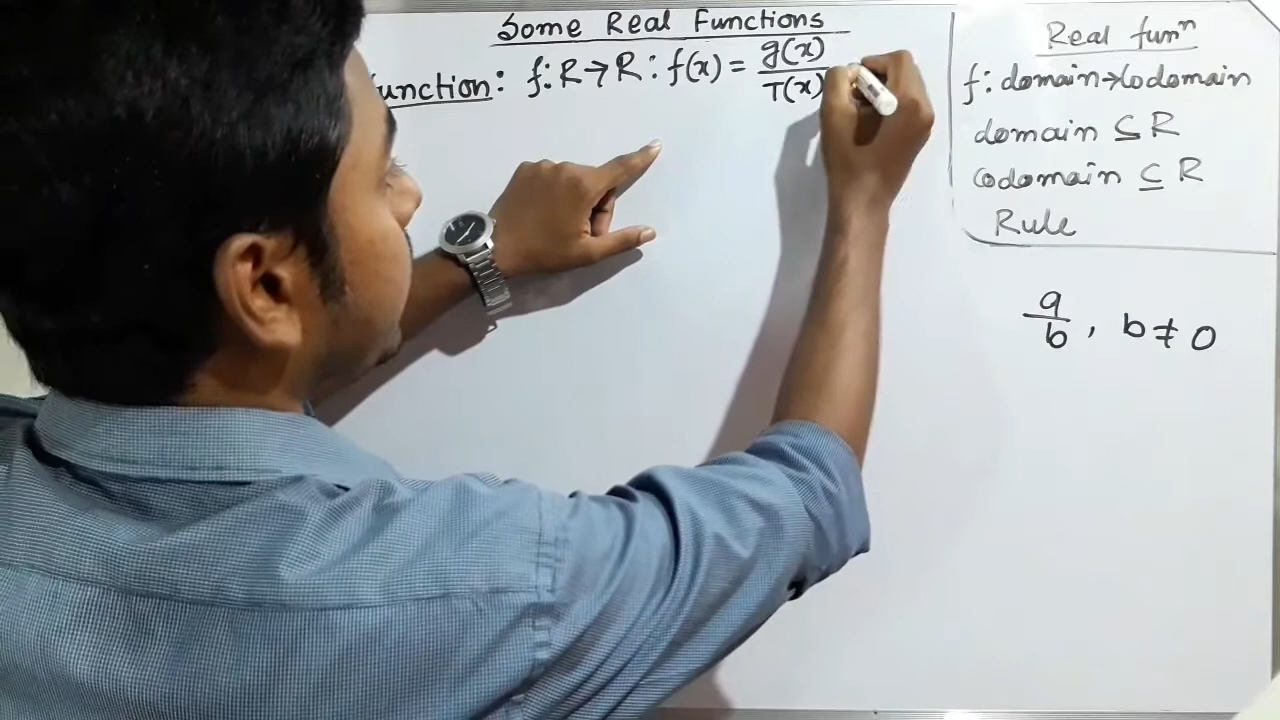 Some Real Functions
unction: f: R → R : f(x) = g(x)/T(x)
Real funⁿ
f: domain → Codomain
domain ⊆ R
Codomain ⊆ R
Rule
a/b, b ≠ 0